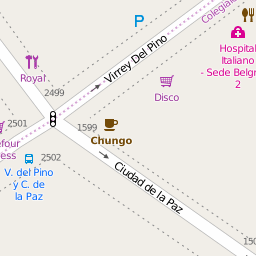 P
Colegiales
Hospital
Italiano
Sede Belgr
2
Virrey Del Pino
Royal
Disco
2499
2501
1599
Chungo
efour
ess
2502
V. del Pino
y C. de
la Paz
Ciudad de la Paz
150